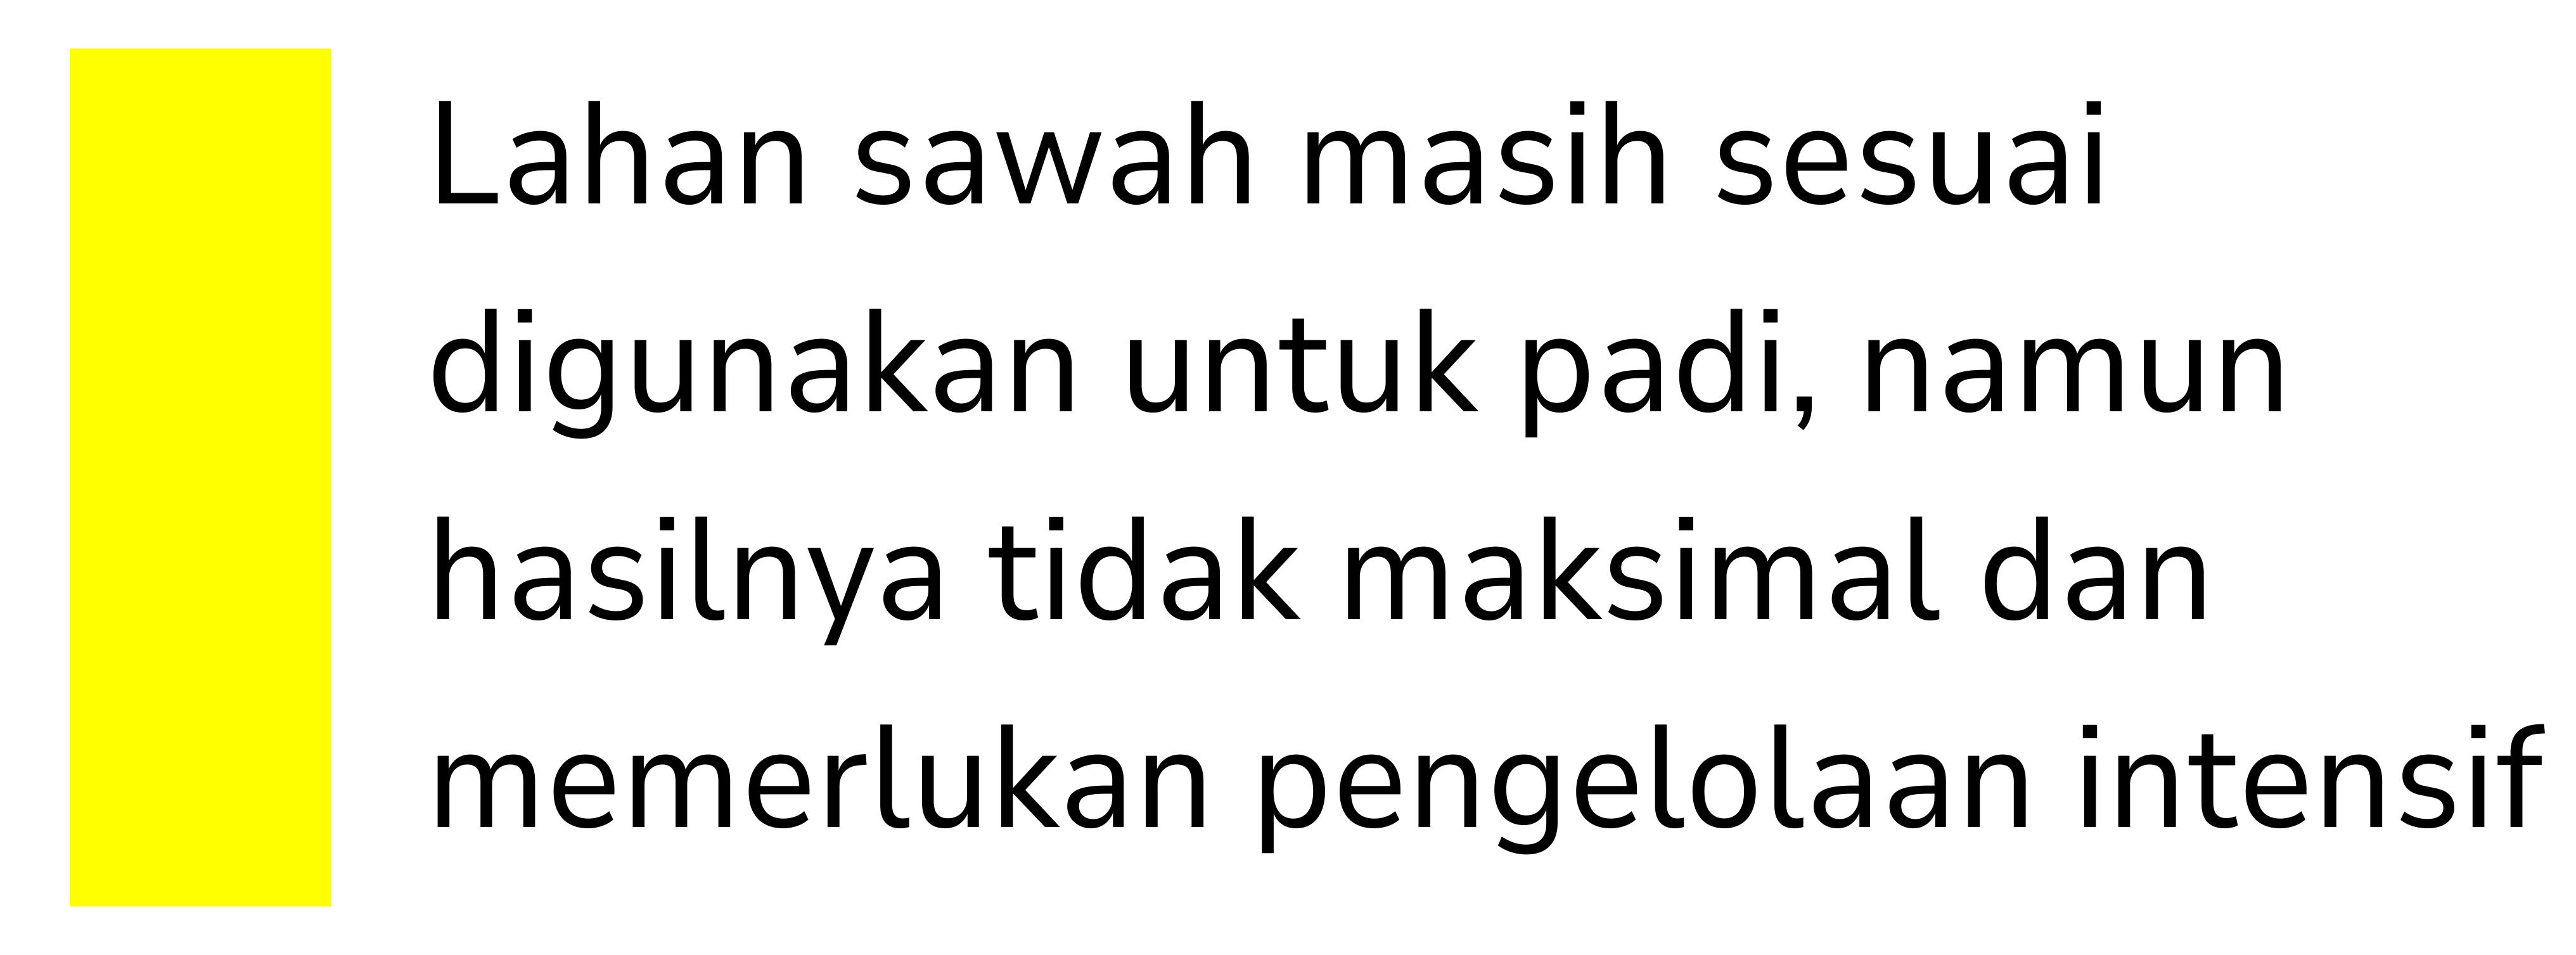 Lahan sawah masih sesuai
digunakan untuk padi, namun
hasilnya tidak maksimal dan
memerlukan pengelolaan intensif